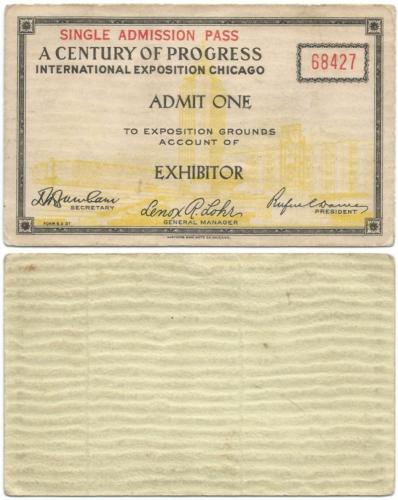 SINGLE ADMISSION PASS
A CENTURY OF PROGRESS
INTERNATIONAL EXPOSITION CHICAGO
68427
ADMIT ONE
TO EXPOSITION GROUNDS
ACCOUNT OF
EXHIBITOR
SECRETARY
Lenox R. Lohr
GENERAL MANAGER
Rufus C Dawes
PRESIDENT